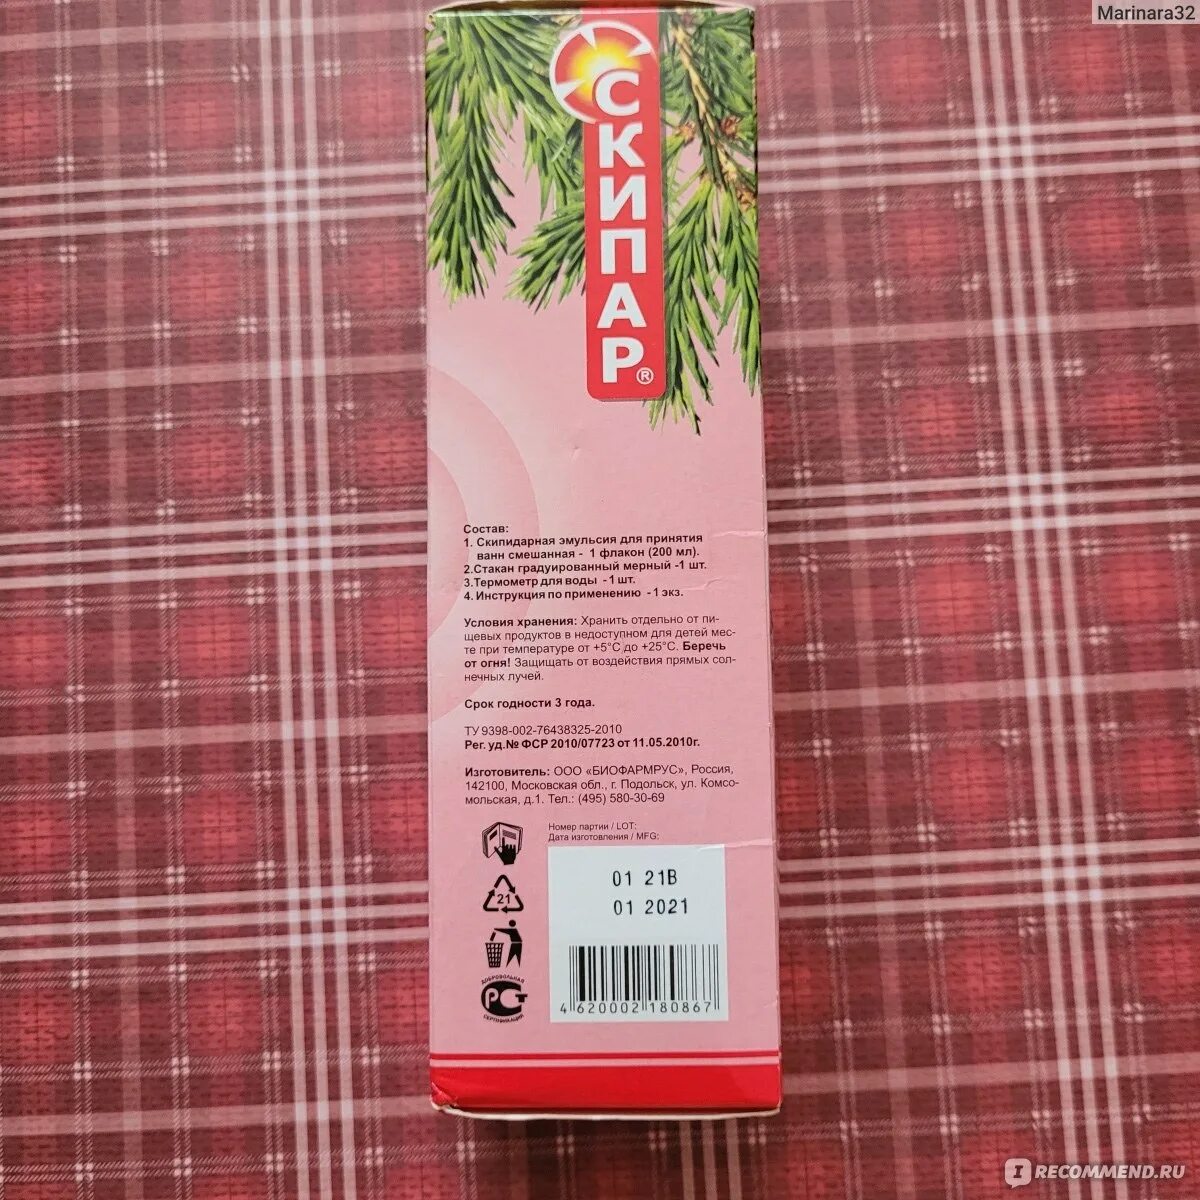 Marinara32
СКИПАР®
Состав:
1. Скипидарная эмульсия для принятия
ванн смешанная - 1 флакон (200 мл).
2.Стакан градуированный мерный -1 шт.
3.Термометр для воды -1 шт.
4. Инструкция по применению -1 экз.
Условия хранения: Хранить отдельно от пи-
щевых продуктов в недоступном для детей мес-
те при температуре от +5°С до +25°С. Беречь
от огня! Защищать от воздействия прямых сол-
нечных лучей.
Срок годности 3 года.
ТУ 9398-002-76438325-2010
Рег. уд.№ ФСР 2010/07723 от 11.05.2010г.
Изготовитель: ООО «БИОФАРМРУС», Россия,
142100, Московская обл., г. Подольск, ул. Комсо-
мольская, д.1. Тел.: (495) 580-30-69
Номер партии / LOT:
Дата изготовления / MFG:
01 21B
01 2021
21
ДОБРОВОЛЬНАЯ
РСТ
СЕРТИФИКАЦИЯ
4 620002 180867
I RECOMMEND.RU